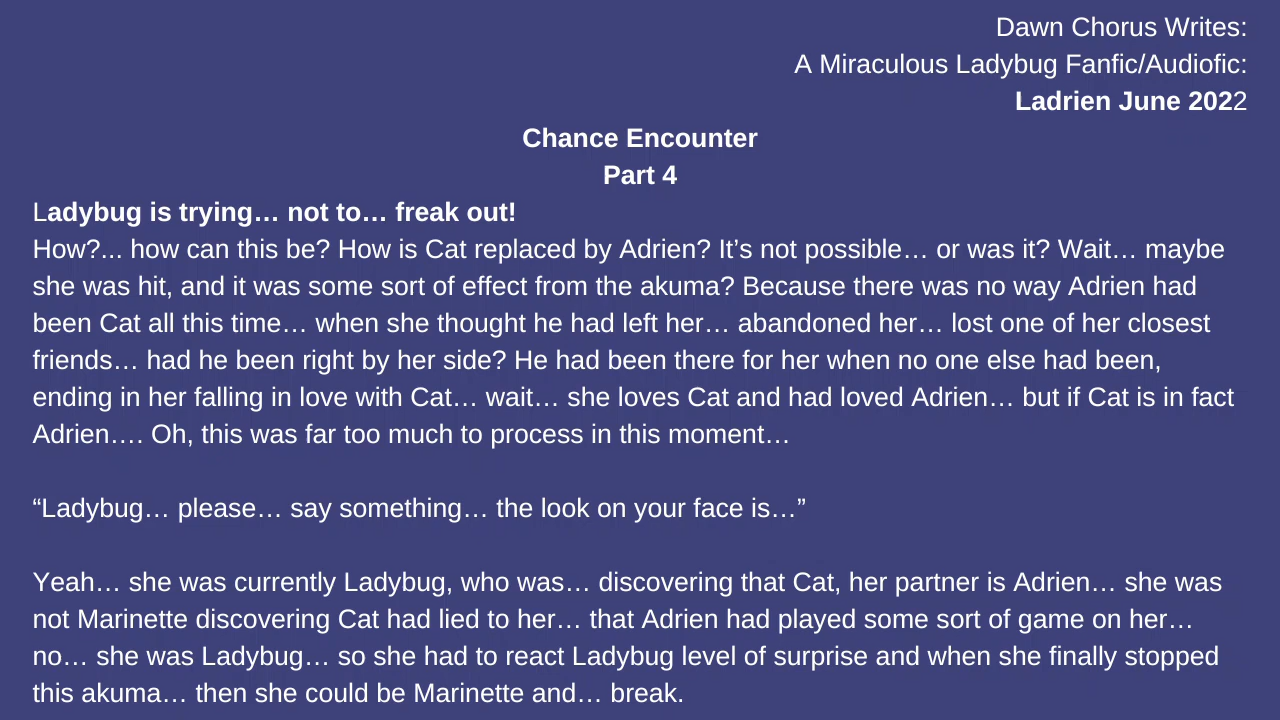 Dawn Chorus Writes:
A Miraculous Ladybug Fanfic/Audiofic:
Ladrien June 2022
Chance Encounter
Part 4
Ladybug is trying… not to… freak out!
How?... how can this be? How is Cat replaced by Adrien? It’s not possible… or was it? Wait… maybe
she was hit, and it was some sort of effect from the akuma? Because there was no way Adrien had
been Cat all this time… when she thought he had left her… abandoned her… lost one of her closest
friends… had he been right by her side? He had been there for her when no one else had been,
ending in her falling in love with Cat… wait… she loves Cat and had loved Adrien… but if Cat is in fact
Adrien…. Oh, this was far too much to process in this moment…
“Ladybug… please… say something… the look on your face is…”
Yeah… she was currently Ladybug, who was… discovering that Cat, her partner is Adrien… she was
not Marinette discovering Cat had lied to her… that Adrien had played some sort of game on her…
no… she was Ladybug… so she had to react Ladybug level of surprise and when she finally stopped
this akuma… then she could be Marinette and… break.